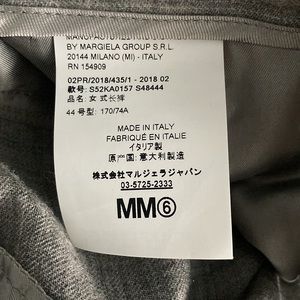 BY MARGIELA GROUP S.R.L.
20144 MILANO (MI) - ITALY
RN 154909
02PR/2018/435/1 - 2018 02
款号: S52KA0157 S48444
品名: 女式长裤
44 号型: 170/74A
MADE IN ITALY
FABRIQUÉ EN ITALIE
イタリア製
原产国: 意大利制造
株式会社マルジェラジャパン
03-5725-2333
MM⑥